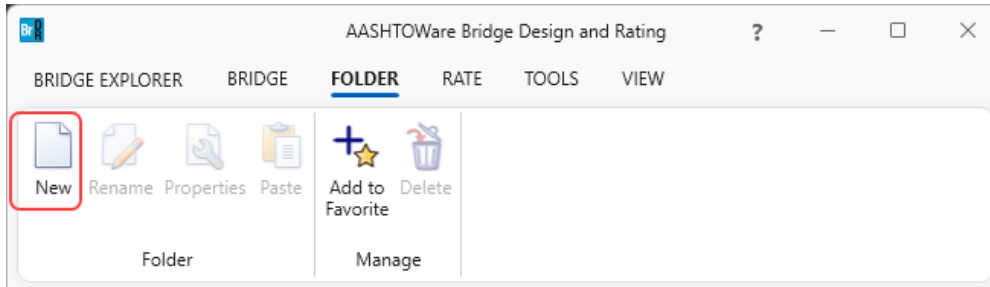 BrDR
AASHTOWare Bridge Design and Rating ?
BRIDGE EXPLORER BRIDGE FOLDER RATE TOOLS VIEW
New Rename Properties Paste Add to Favorite Delete
Folder Manage